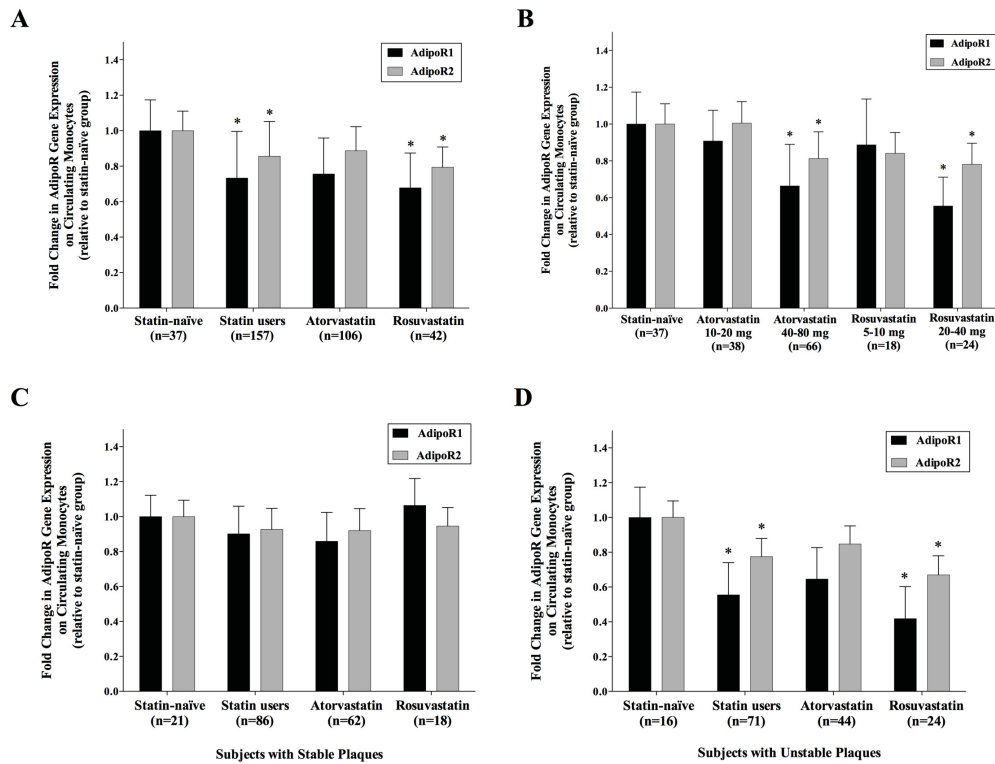 A
Fold Change in AdipoR Gene Expression
on Circulating Monocytes
(relative to statin-naïve group)
1.4
1.2
1.0
0.8
0.6
0.4
0.2
0.0
AdipoR1
AdipoR2
* * * *
Statin-naïve Statin users Atorvastatin Rosuvastatin
(n=37) (n=157) (n=106) (n=42)
B
Fold Change in AdipoR Gene Expression
on Circulating Monocytes
(relative to statin-naïve group)
1.4
1.2
1.0
0.8
0.6
0.4
0.2
0.0
AdipoR1
AdipoR2
* * * *
Statin-naïve Atorvastatin Atorvastatin Rosuvastatin Rosuvastatin
(n=37) 10-20 mg 40-80 mg 5-10 mg 20-40 mg
(n=38) (n=66) (n=18) (n=24)
C
Fold Change in AdipoR Gene Expression
on Circulating Monocytes
(relative to statin-naïve group)
1.4
1.2
1.0
0.8
0.6
0.4
0.2
0.0
AdipoR1
AdipoR2
Statin-naïve Statin users Atorvastatin Rosuvastatin
(n=21) (n=86) (n=62) (n=18)
Subjects with Stable Plaques
D
Fold Change in AdipoR Gene Expression
on Circulating Monocytes
(relative to statin-naïve group)
1.4
1.2
1.0
0.8
0.6
0.4
0.2
0.0
AdipoR1
AdipoR2
* * * *
Statin-naïve Statin users Atorvastatin Rosuvastatin
(n=16) (n=71) (n=44) (n=24)
Subjects with Unstable Plaques